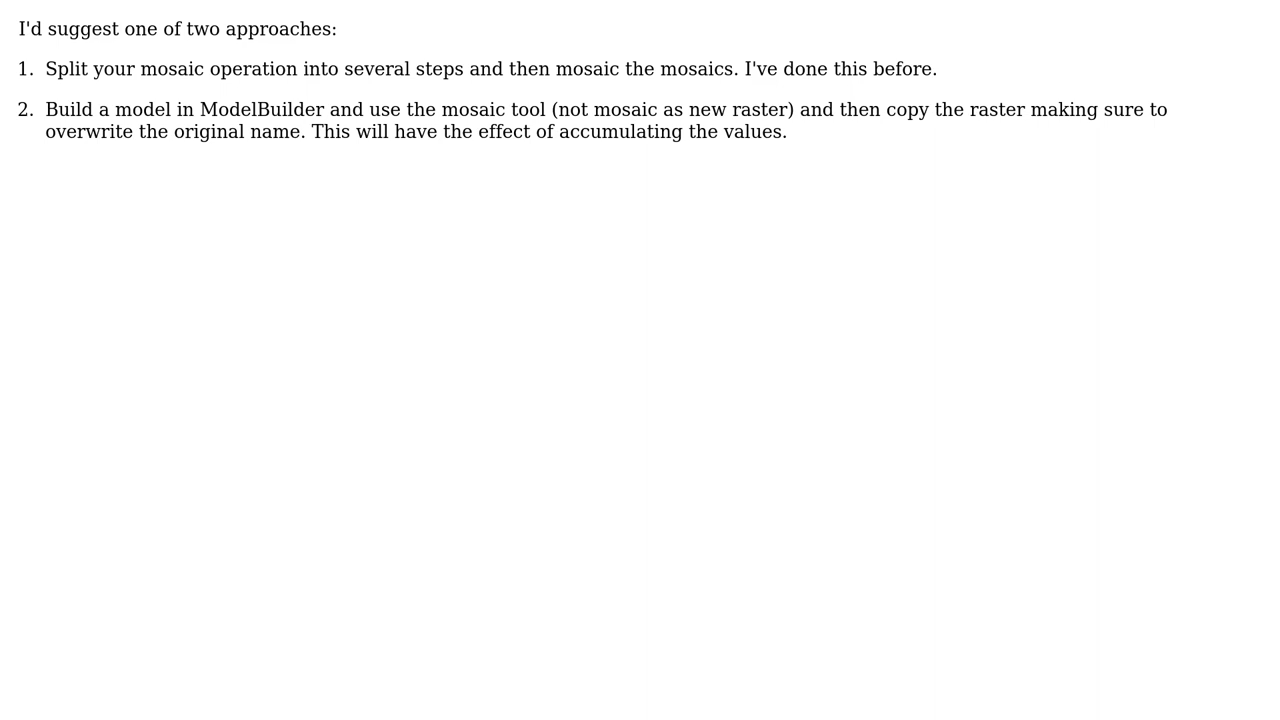 I'd suggest one of two approaches:
1. Split your mosaic operation into several steps and then mosaic the mosaics. I've done this before.
2. Build a model in ModelBuilder and use the mosaic tool (not mosaic as new raster) and then copy the raster making sure to
overwrite the original name. This will have the effect of accumulating the values.